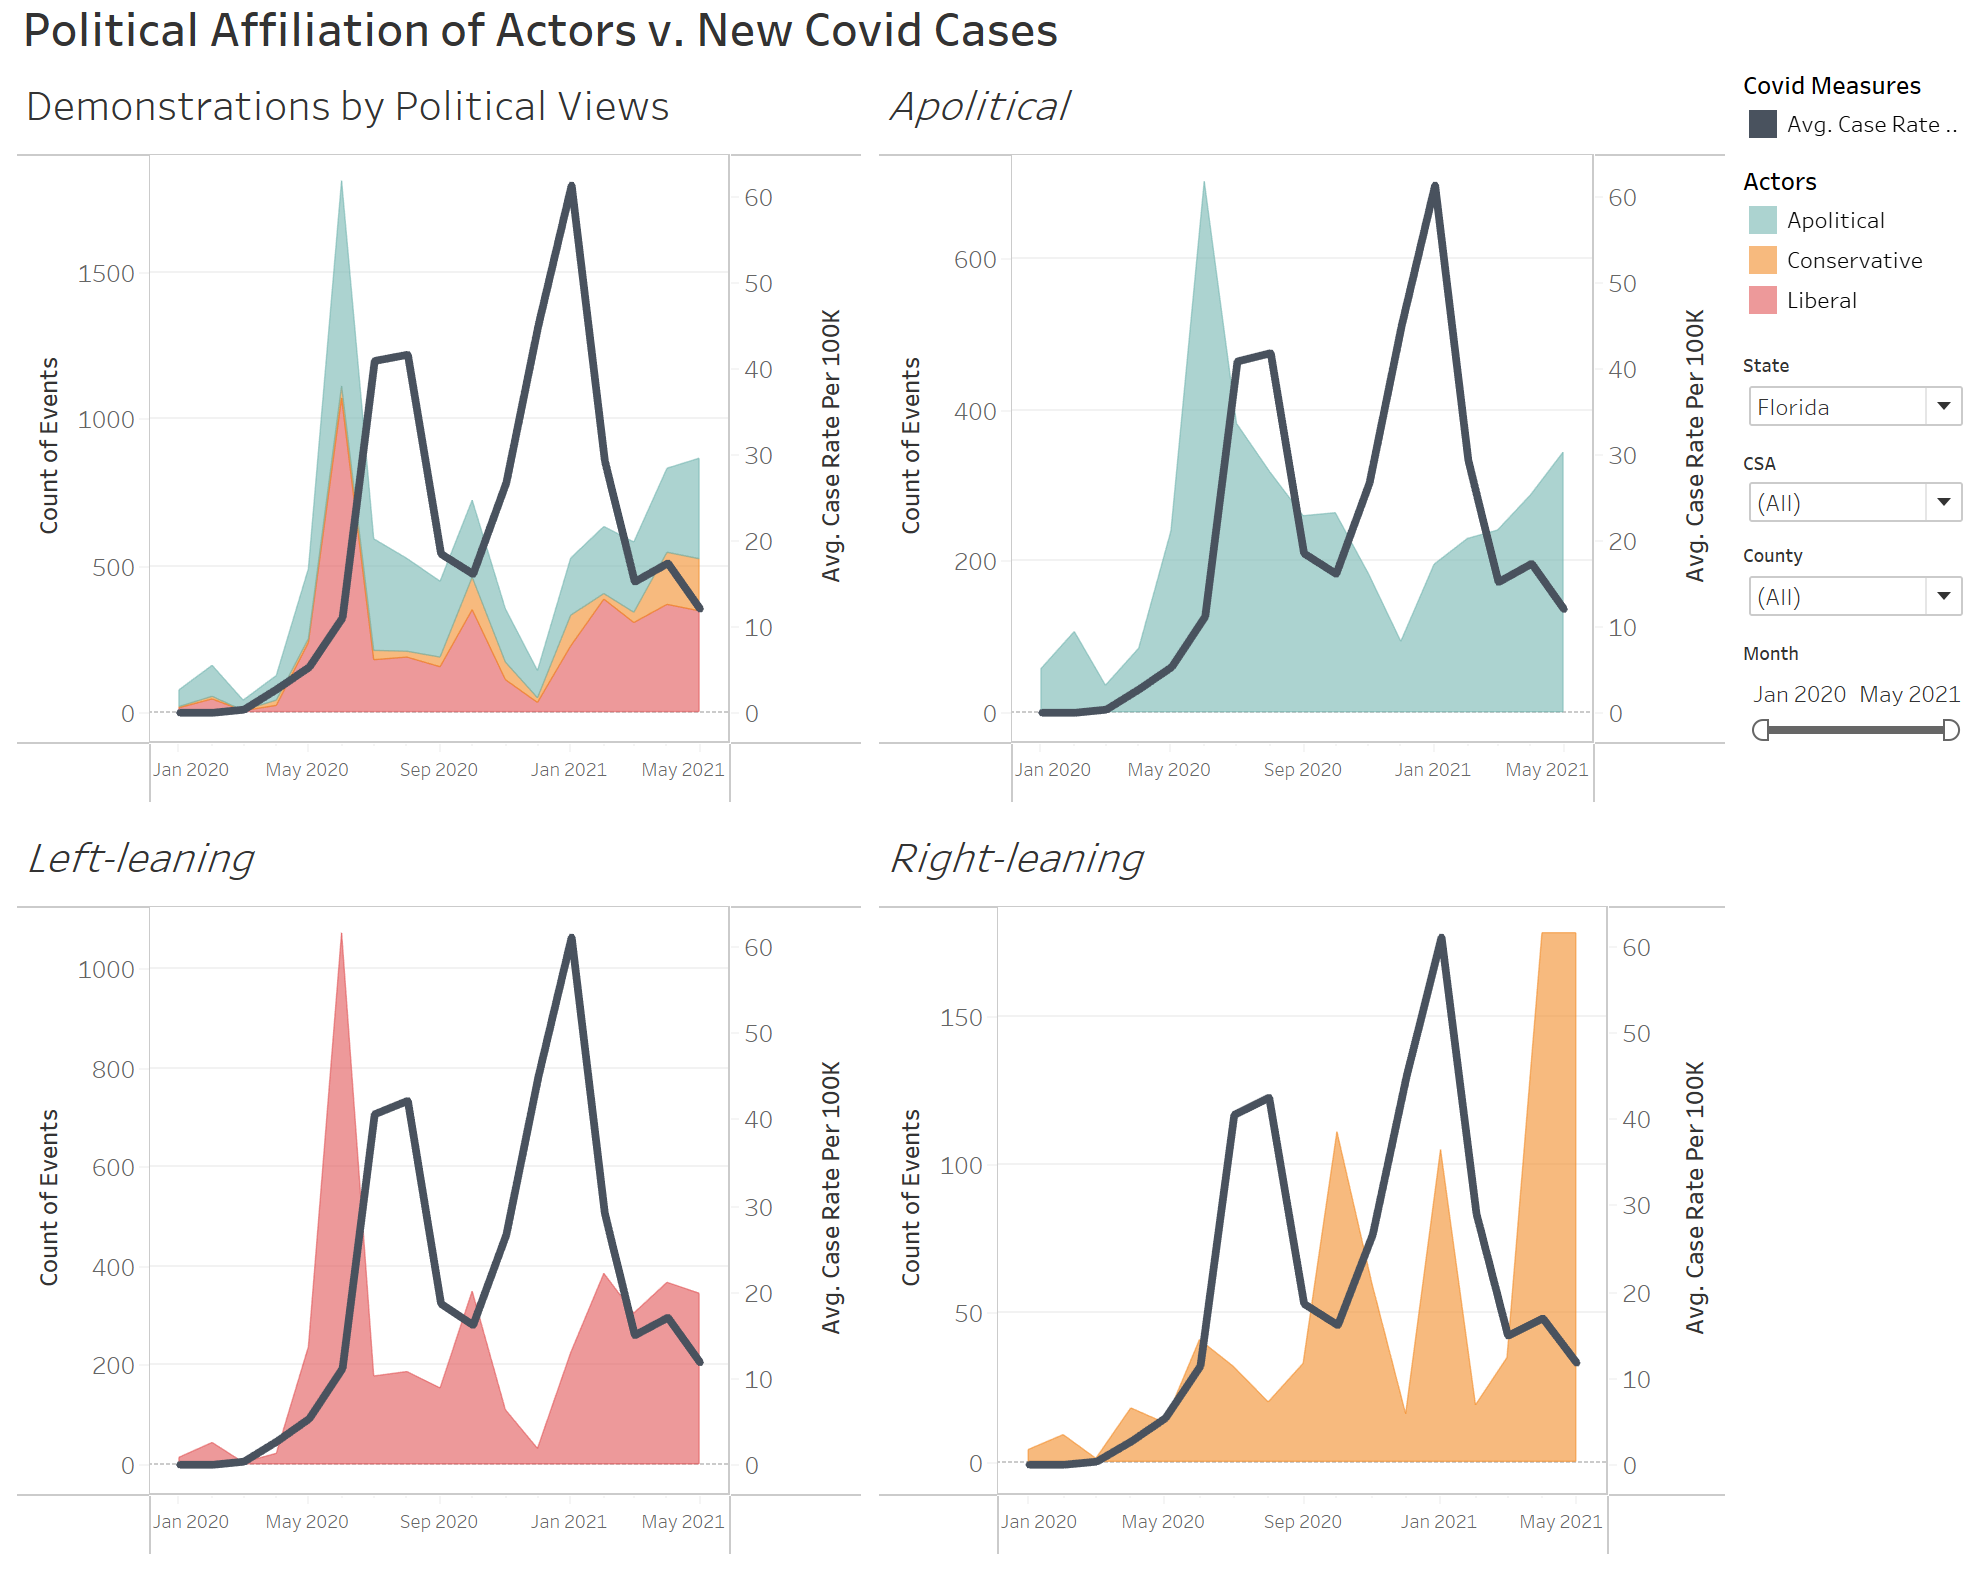 Political Affiliation of Actors v. New Covid Cases
Demonstrations by Political Views
Count of Events
1500
1000
500
0
60
50
40
30
20
10
0
Avg. Case Rate Per 100K
Jan 2020 May 2020 Sep 2020 Jan 2021 May 2021
Apolitical
Count of Events
600
400
200
0
60
50
40
30
20
10
0
Avg. Case Rate Per 100K
Jan 2020 May 2020 Sep 2020 Jan 2021 May 2021
Left-leaning
Count of Events
1000
800
600
400
200
0
60
50
40
30
20
10
0
Avg. Case Rate Per 100K
Jan 2020 May 2020 Sep 2020 Jan 2021 May 2021
Right-leaning
Count of Events
150
100
50
0
60
50
40
30
20
10
0
Avg. Case Rate Per 100K
Jan 2020 May 2020 Sep 2020 Jan 2021 May 2021
Covid Measures
Avg. Case Rate ..
Actors
Apolitical
Conservative
Liberal
State
Florida
CSA
(All)
County
(All)
Month
Jan 2020 May 2021